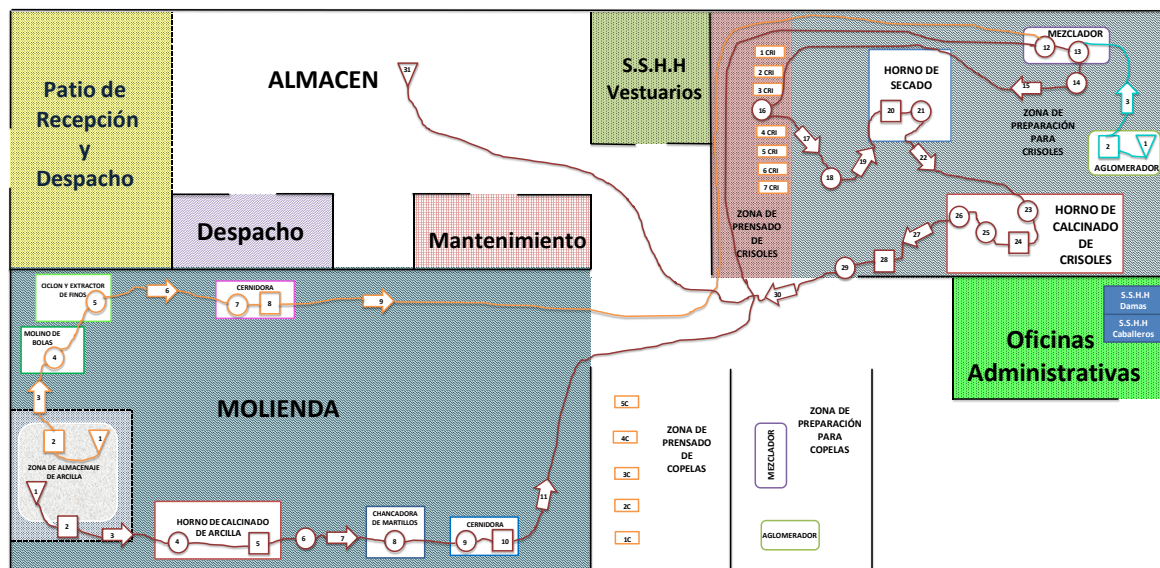 Patio de
Recepción
y
Despacho
ALMACEN
31
S.S.H.H
Vestuarios
Despacho
Mantenimiento
1 CRI
2 CRI
3 CRI
16
4 CRI
5 CRI
6 CRI
7 CRI
ZONA DE
PRENSADO
DE
CRISOLES
17
18
19
HORNO DE
SECADO
20
21
22
MEZCLADOR
12
13
14
15
ZONA DE
PREPARACIÓN
PARA
CRISOLES
3
2
1
AGLOMERADOR
HORNO DE
CALCINADO DE
CRISOLES
23
24
25
26
27
28
29
30
CICLON Y EXTRACTOR
DE FINOS
5
6
CERNIDORA
7
8
9
MOLINO DE
BOLAS
4
3
2
1
ZONA DE ALMACENAJE
DE ARCILLA
1
2
3
MOLIENDA
HORNO DE CALCINADO
DE ARCILLA
4
5
6
7
CHANCADORA
DE MARTILLOS
8
CERNIDORA
9
10
11
5C
4C
3C
2C
1C
ZONA DE
PRENSADO
DE
COPELAS
MEZCLADOR
ZONA DE
PREPARACIÓN
PARA
COPELAS
AGLOMERADOR
S.S.H.H
Damas
S.S.H.H
Caballeros
Oficinas
Administrativas